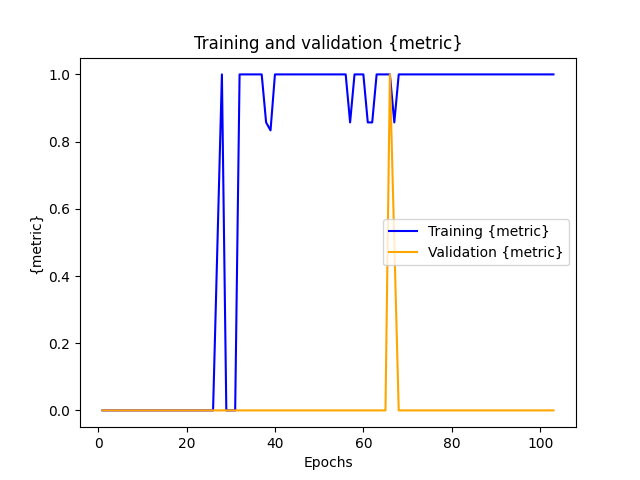 Training and validation {metric}
1.0
0.8
0.6
0.4
0.2
0.0
{metric}
Training {metric}
Validation {metric}
0 20 40 60 80 100
Epochs